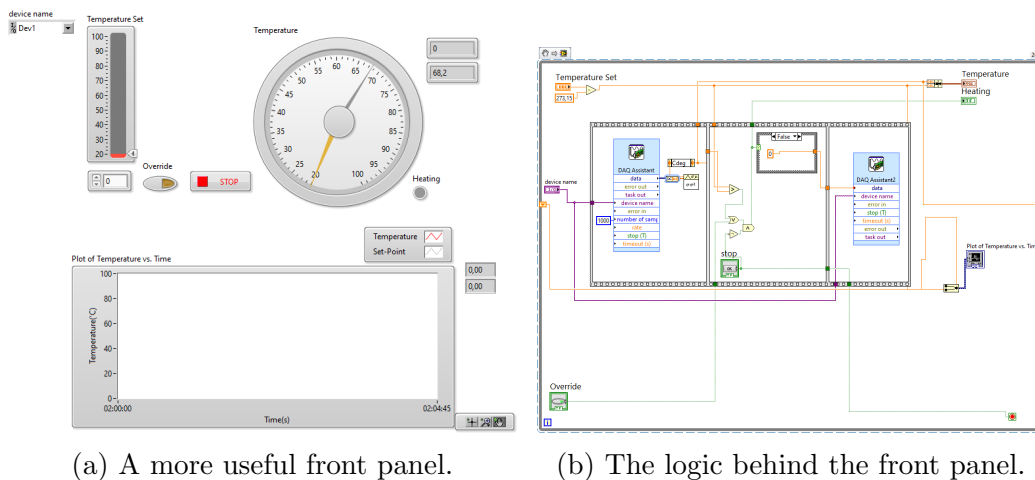 device name
Dev1
Temperature Set
100
90
80
70
60
50
40
30
20
0
Override
STOP
Temperature
20
25
30
35
40
45
50
55
60
65
70
75
80
85
90
95
100
0
68,2
Heating
Temperature
Set-Point
Plot of Temperature vs. Time
0,00
0,00
Temperature(°C)
100
80
60
40
20
0
02:00:00
02:04:45
Time(s)
(a) A more useful front panel.
Temperature Set
273,15
Temperature
Heating
device name
1000
DAQ Assistant
data
error out
task out
device name
error in
number of samp
rate
stop (T)
timeout (s)
Cdeg
False
stop
OK
DAQ Assistant2
data
device name
error in
stop (T)
timeout (s)
error out
task out
Plot of Temperature vs. Tim
Override
i
(b) The logic behind the front panel.